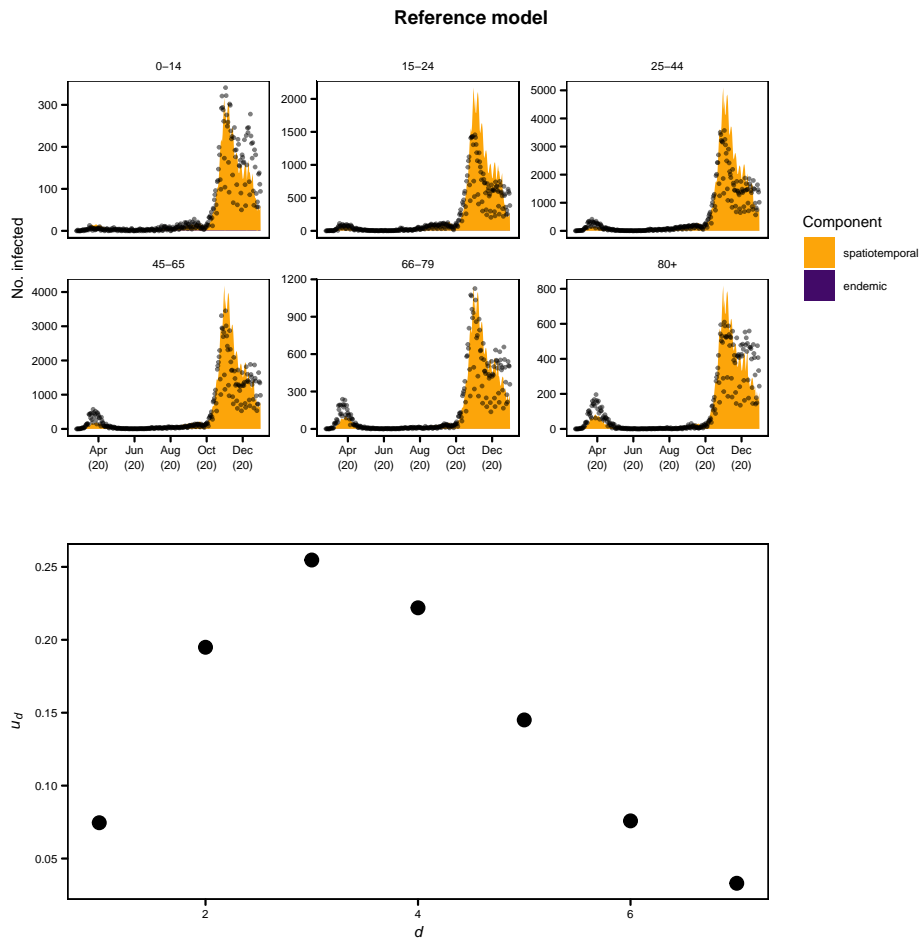 Reference model
0–14
15–24
25–44
300
200
100
0
2000
1500
1000
500
0
5000
4000
3000
2000
1000
0
No. infected
Component
spatiotemporal
endemic
45–65
66–79
80+
4000
3000
2000
1000
0
1200
900
600
300
0
800
600
400
200
0
Apr Jun Aug Oct Dec
(20) (20) (20) (20) (20)
Apr Jun Aug Oct Dec
(20) (20) (20) (20) (20)
Apr Jun Aug Oct Dec
(20) (20) (20) (20) (20)
0.25
0.20
0.15
0.10
0.05
u_d
2 4 6
d